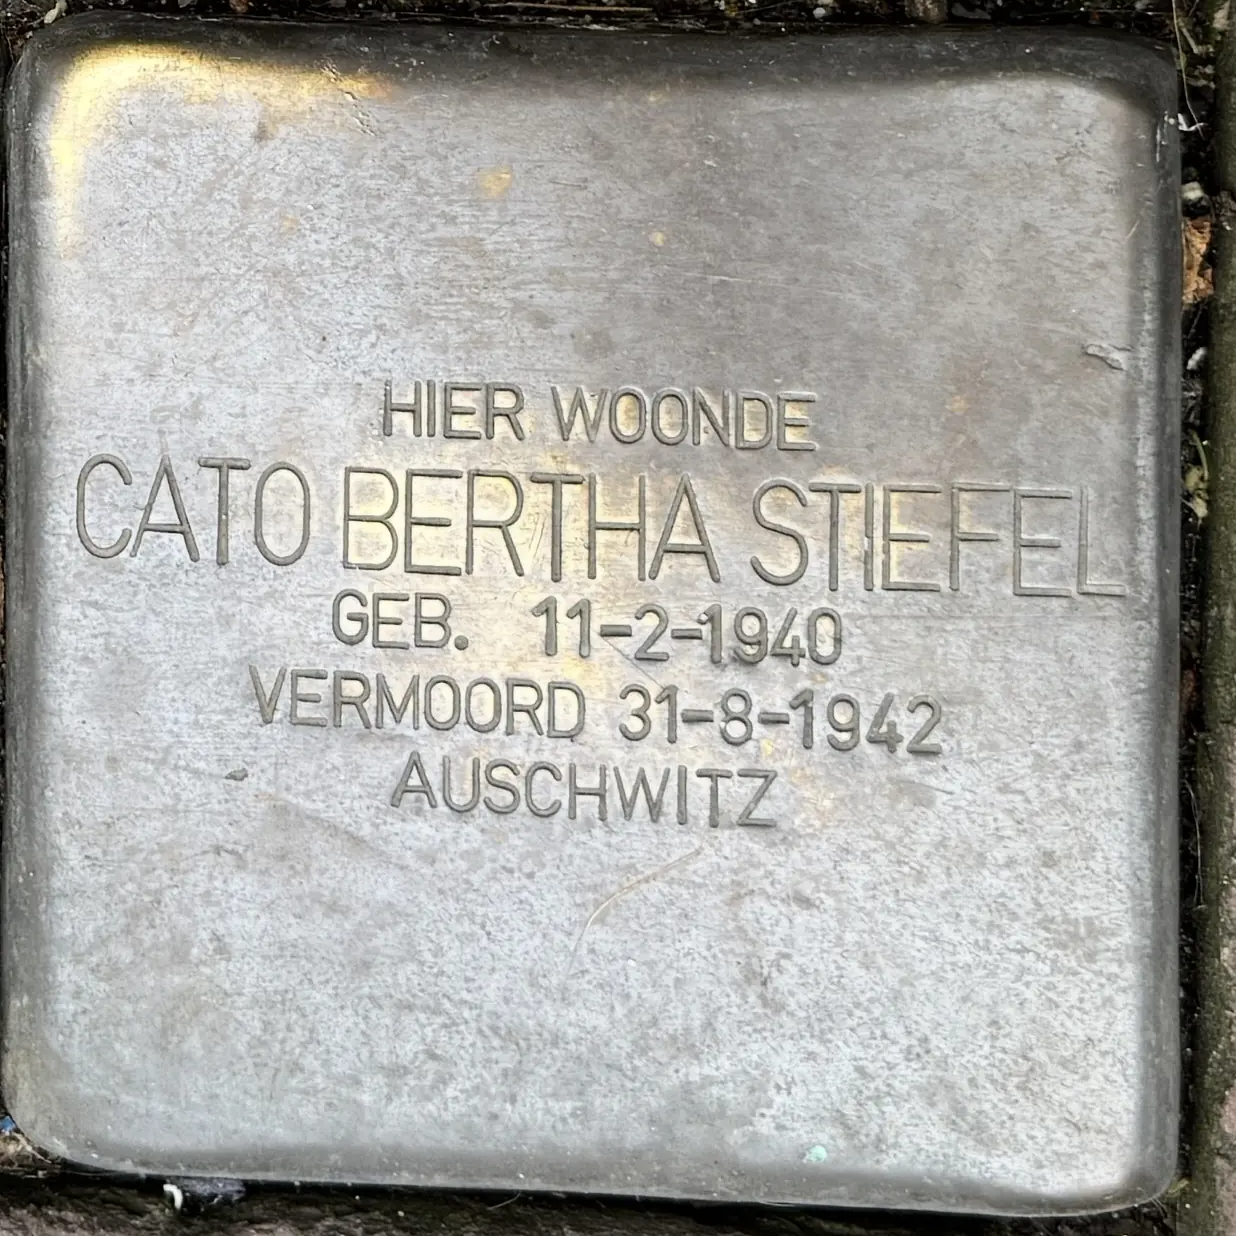 HIER WOONDE
CATO BERTHA STIEFEL
GEB. 11-2-1940
VERMOORD 31-8-1942
AUSCHWITZ